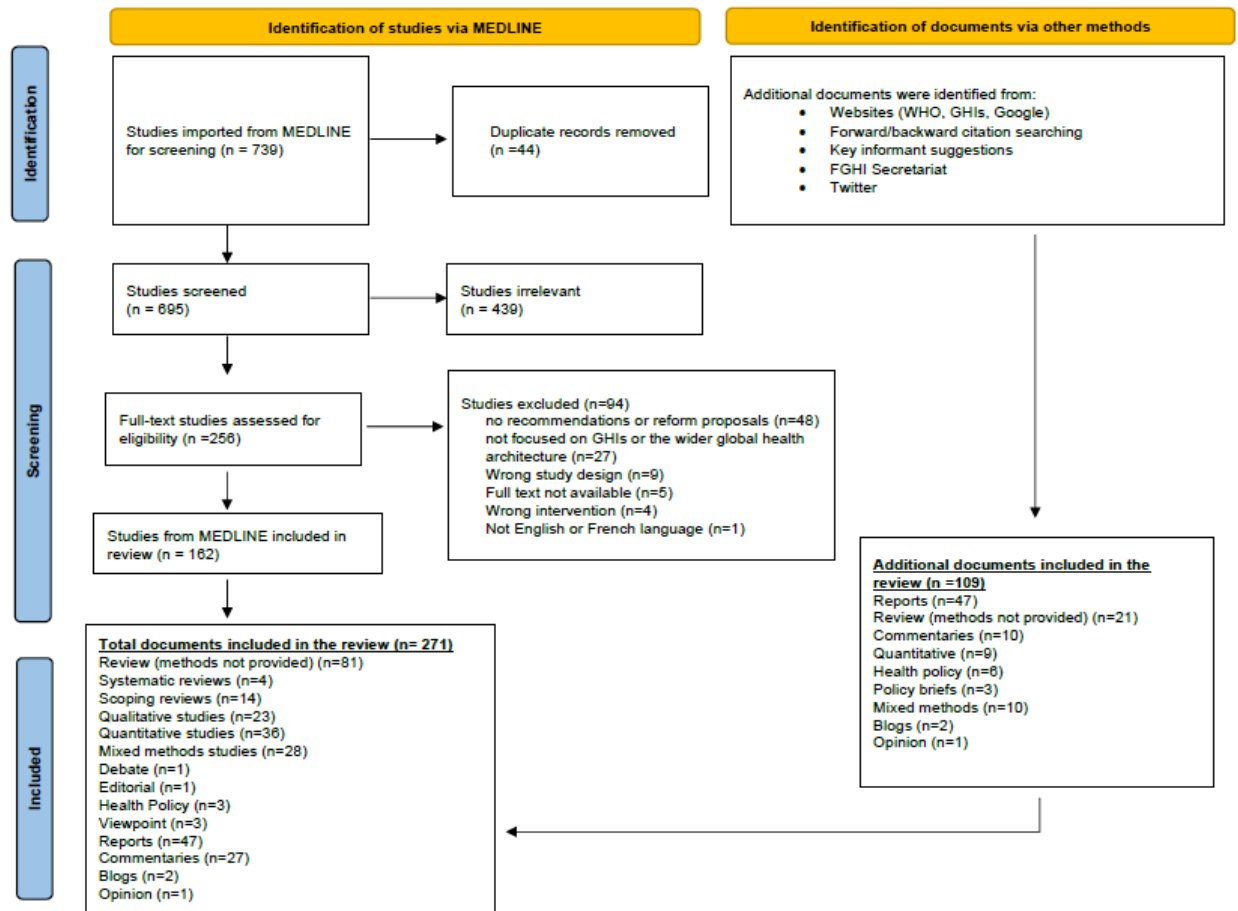 Identification of studies via MEDLINE
Identification of documents via other methods
Identification
Studies imported from MEDLINE
for screening (n = 739)
Duplicate records removed
(n =44)
Additional documents were identified from:
• Websites (WHO, GHIs, Google)
• Forward/backward citation searching
• Key informant suggestions
• FGHI Secretariat
• Twitter
Screening
Studies screened
(n = 695)
Studies irrelevant
(n = 439)
Full-text studies assessed for
eligibility (n =256)
Studies excluded (n=94)
no recommendations or reform proposals (n=48)
not focused on GHIs or the wider global health
architecture (n=27)
Wrong study design (n=9)
Full text not available (n=5)
Wrong intervention (n=4)
Not English or French language (n=1)
Studies from MEDLINE included in
review (n = 162)
Additional documents included in the
review (n =109)
Reports (n=47)
Review (methods not provided) (n=21)
Commentaries (n=10)
Quantitative (n=9)
Health policy (n=6)
Policy briefs (n=3)
Mixed methods (n=10)
Blogs (n=2)
Opinion (n=1)
Included
Total documents included in the review (n= 271)
Review (methods not provided) (n=81)
Systematic reviews (n=4)
Scoping reviews (n=14)
Qualitative studies (n=23)
Quantitative studies (n=36)
Mixed methods studies (n=28)
Debate (n=1)
Editorial (n=1)
Health Policy (n=3)
Viewpoint (n=3)
Reports (n=47)
Commentaries (n=27)
Blogs (n=2)
Opinion (n=1)